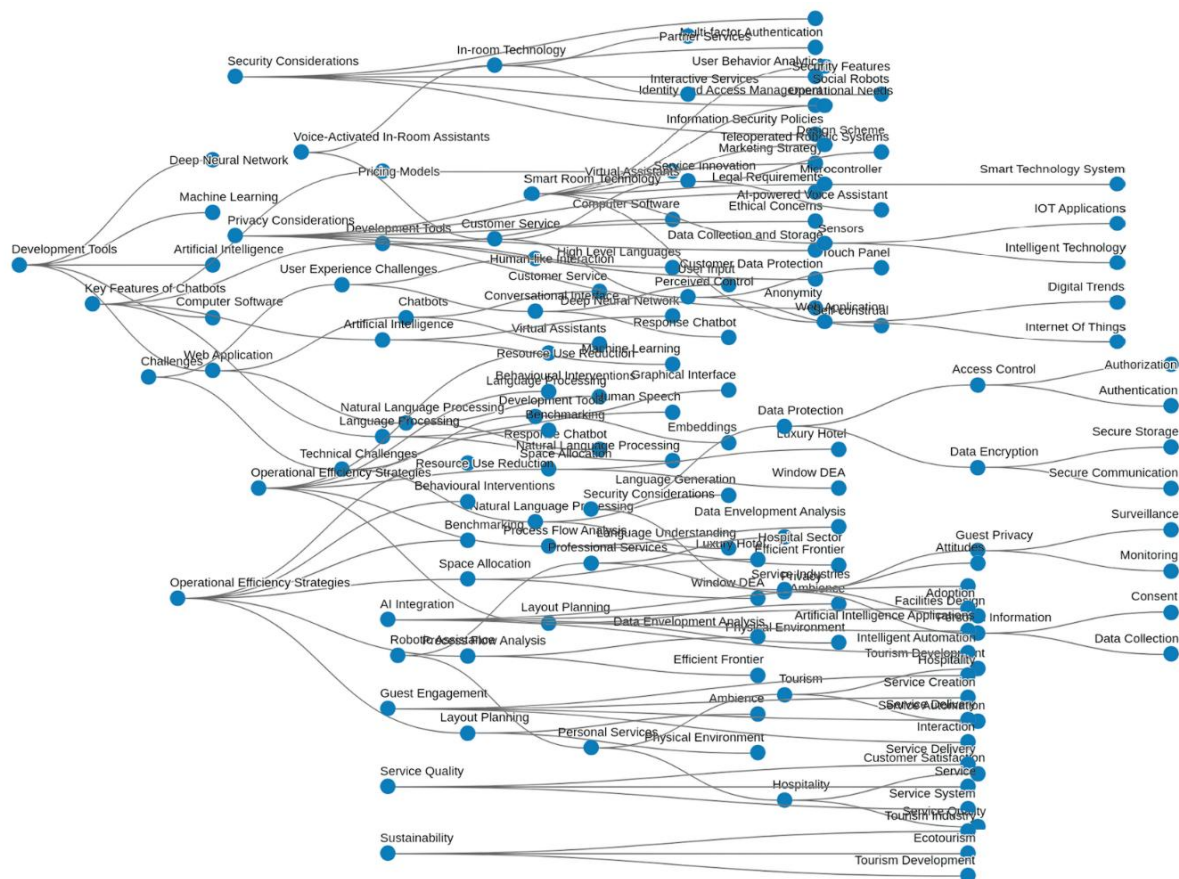 Multi-factor Authentication
Partner Services
In-room Technology
Security Considerations
User Behavior Analytics
Security Features
Interactive Services
Social Robots
Identity and Access Management
Operational Needs
Information Security Policies
Design Scheme
Voice-Activated In-Room Assistants
Teleoperated Robotic Systems
Marketing Strategy
Deep Neural Network
Service Innovation
Pricing Models
Virtual Assistants
Microcontroller
Smart Technology System
Legal Requirements
Smart Room Technology
Machine Learning
AI-powered Voice Assistant
Computer Software
Ethical Concerns
IOT Applications
Privacy Considerations
Customer Service
Development Tools
Sensors
Data Collection and Storage
Development Tools
Artificial Intelligence
High Level Languages
Intelligent Technology
Touch Panel
Human-like Interaction
Customer Data Protection
User Experience Challenges
User Input
Customer Service
Perceived Control
Key Features of Chatbots
Anonymity
Digital Trends
Computer Software
Chatbots
Conversational Interface
Deep Neural Network
Web Application
Self-construal
Artificial Intelligence
Virtual Assistants
Response Chatbot
Internet Of Things
Machine Learning
Resource Use Reduction
Web Application
Challenges
Authorization
Access Control
Behavioural Interventions
Graphical Interface
Language Processing
Human Speech
Authentication
Development Tools
Natural Language Processing
Benchmarking
Data Protection
Language Processing
Embeddings
Response Chatbot
Luxury Hotel
Secure Storage
Natural Language Processing
Technical Challenges
Space Allocation
Data Encryption
Resource Use Reduction
Operational Efficiency Strategies
Window DEA
Secure Communication
Language Generation
Behavioural Interventions
Security Considerations
Natural Language Processing
Data Envelopment Analysis
Surveillance
Benchmarking
Process Flow Analysis
Language Understanding
Hospital Sector
Guest Privacy
Professional Services
Luxury Hotel
Efficient Frontier
Attitudes
Monitoring
Space Allocation
Service Industries
Privacy
Operational Efficiency Strategies
Window DEA
Ambience
Adoption
Facilities Design
Consent
AI Integration
Layout Planning
Artificial Intelligence Applications
Personal Information
Data Envelopment Analysis
Physical Environment
Robotic Assistance
Process Flow Analysis
Intelligent Automation
Data Collection
Tourism Development
Efficient Frontier
Hospitality
Tourism
Service Creation
Guest Engagement
Ambience
Service Automation
Service Delivery
Layout Planning
Personal Services
Physical Environment
Interaction
Service Delivery
Customer Satisfaction
Service Quality
Hospitality
Service
Service System
Service Quality
Tourism Industry
Sustainability
Ecotourism
Tourism Development